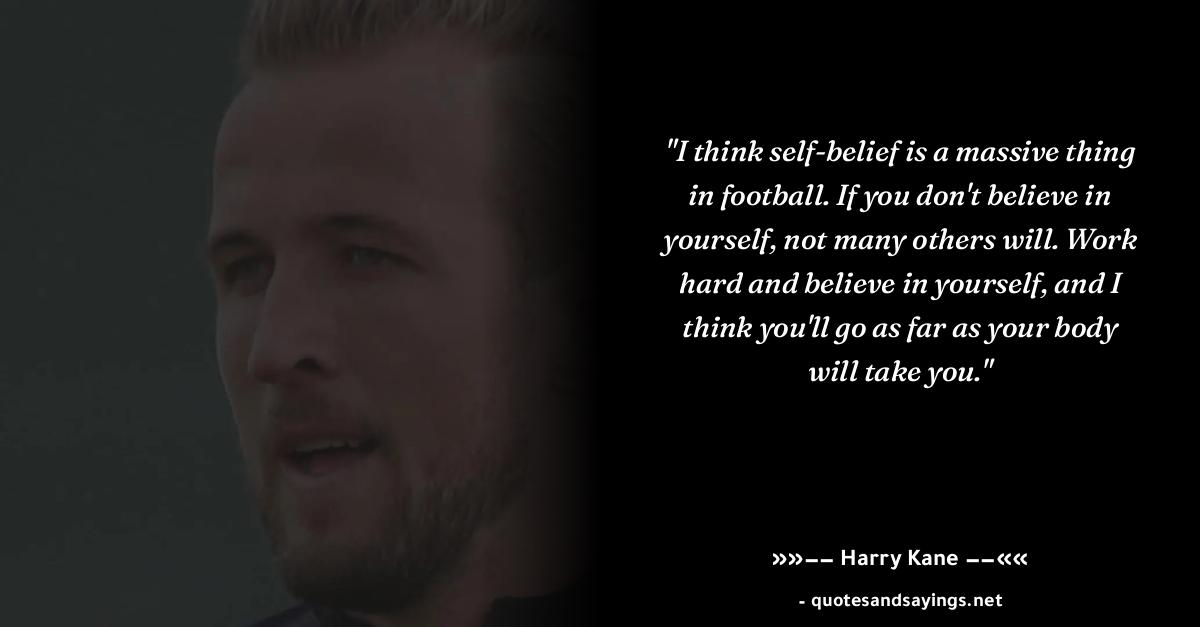 "I think self-belief is a massive thing
in football. If you don't believe in
yourself, not many others will. Work
hard and believe in yourself, and I
think you'll go as far as your body
will take you."
»»–– Harry Kane ––««
- quotesandsayings.net